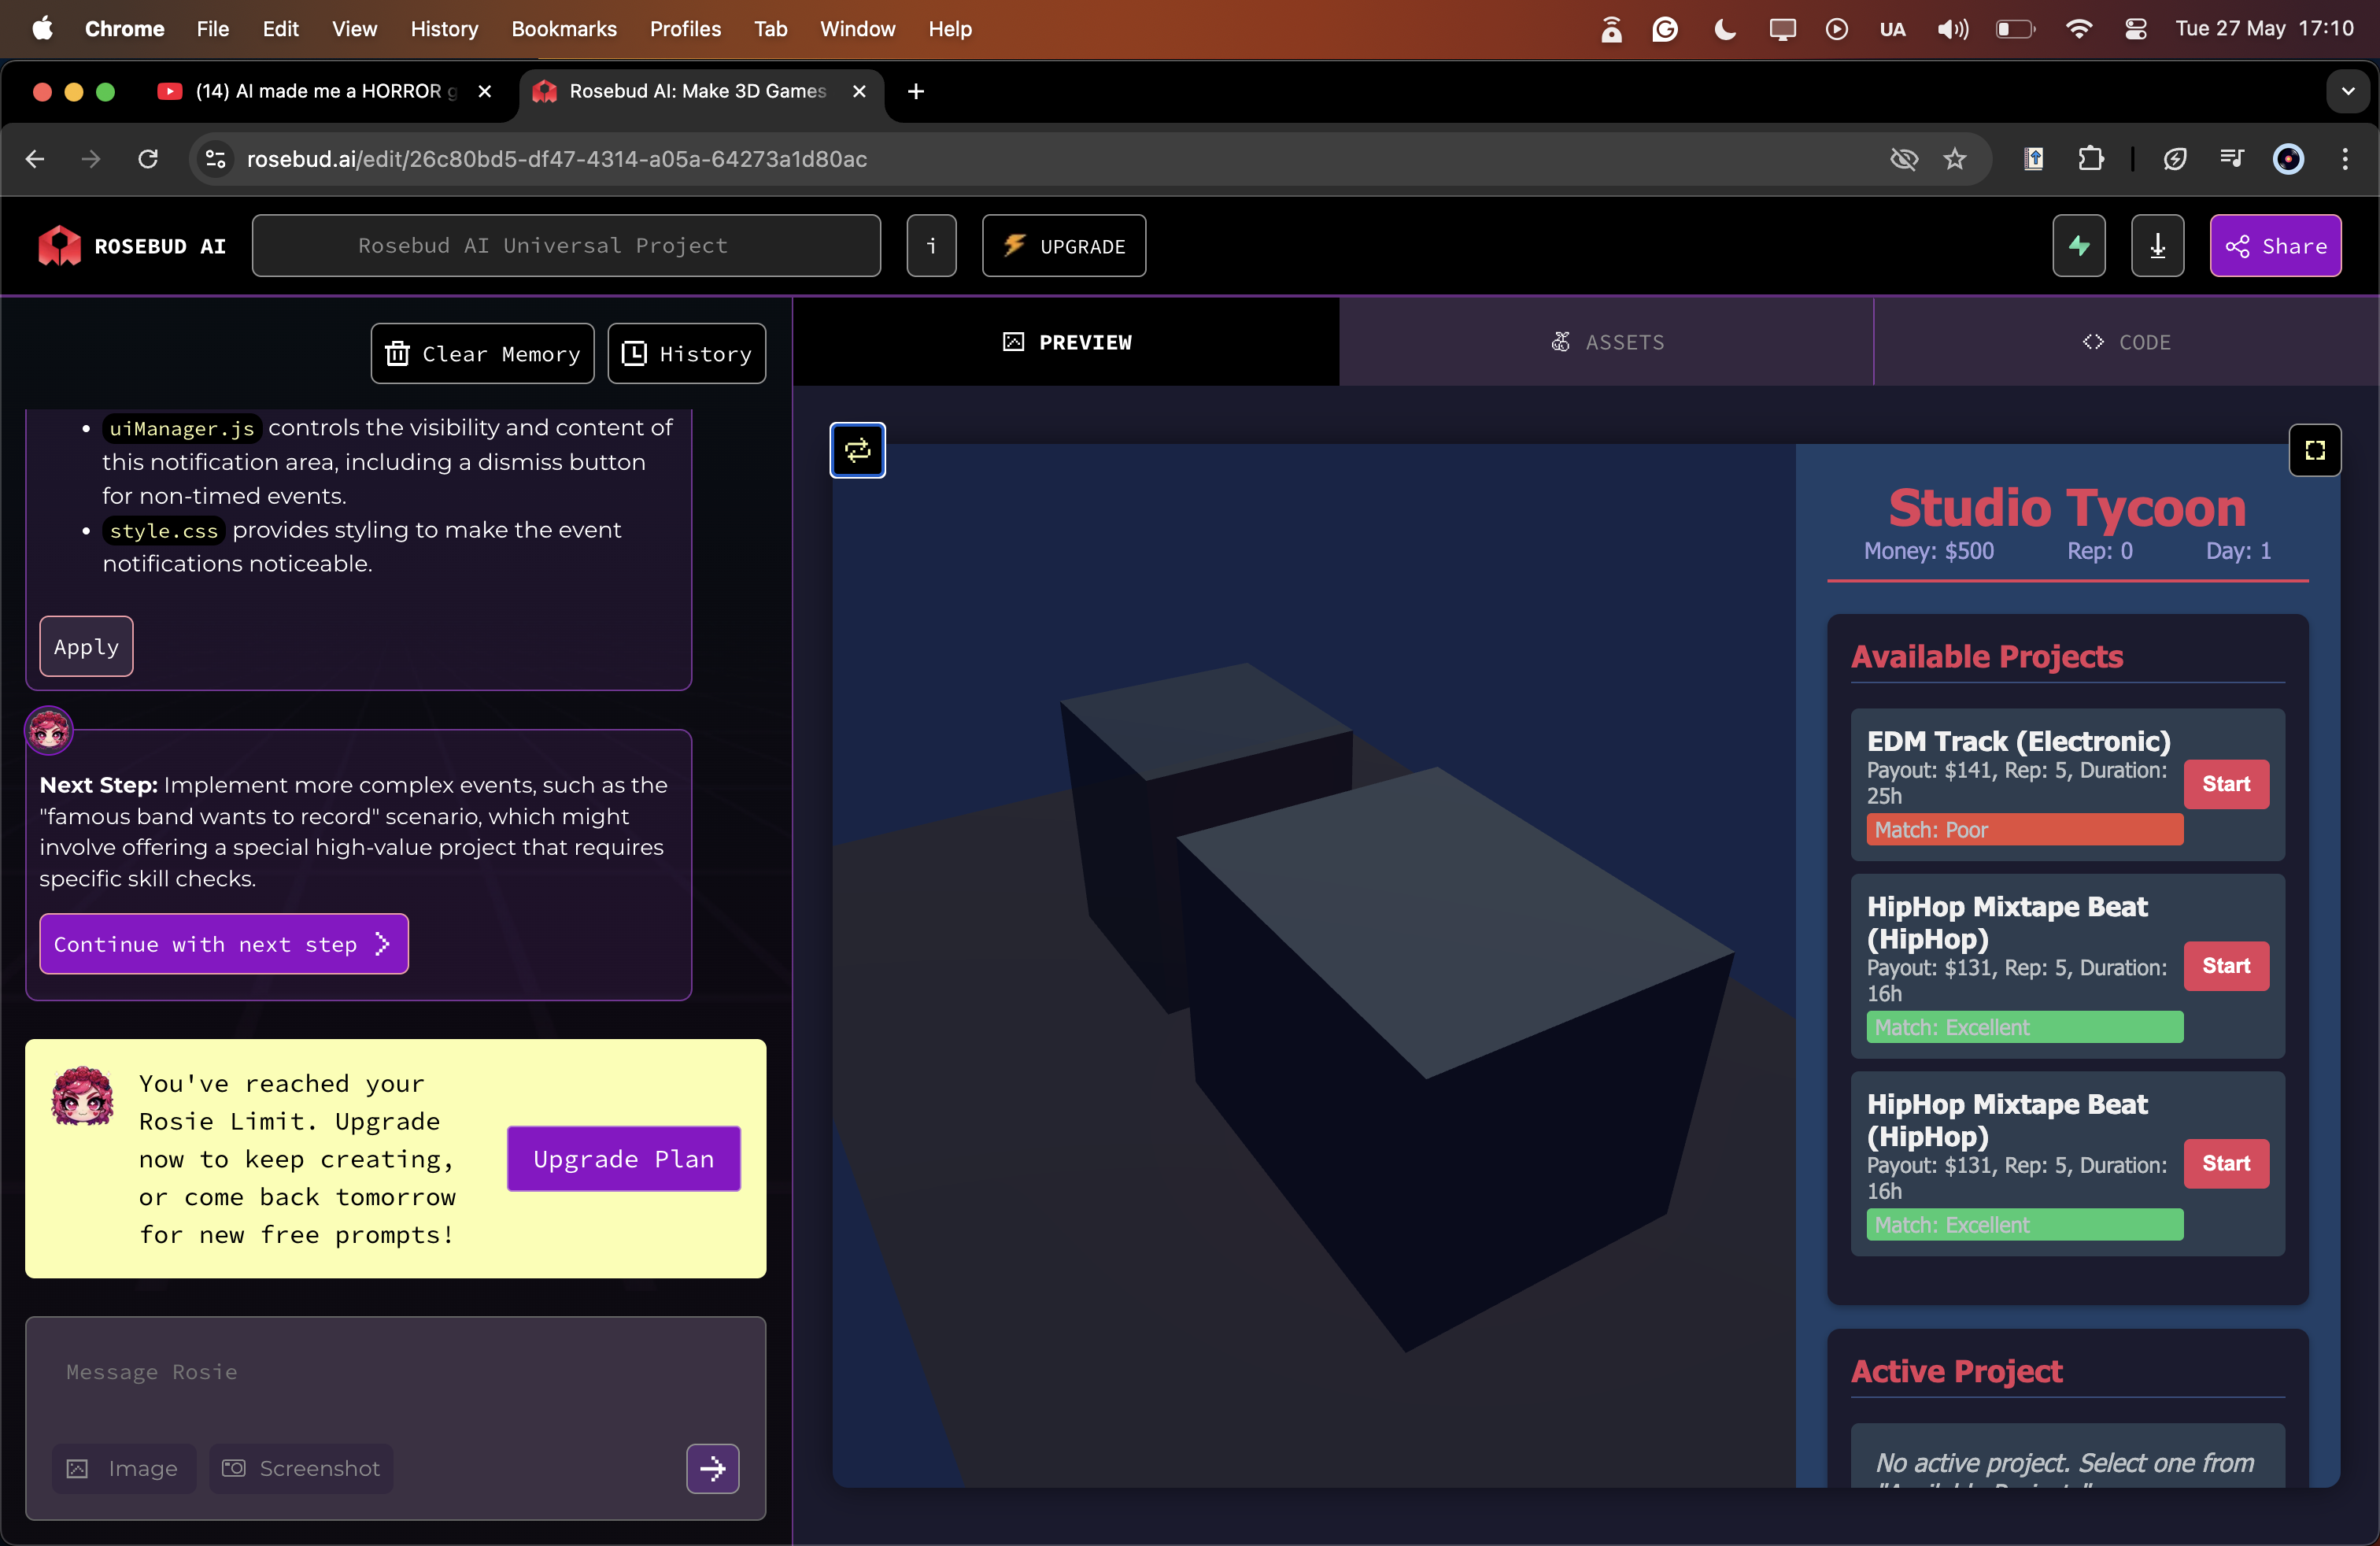 Chrome File Edit View History Bookmarks Profiles Tab Window Help UA Tue 27 May 17:10
(14) AI made me a HORROR g Rosebud AI: Make 3D Games
rosebud.ai/edit/26c80bd5-df47-4314-a05a-64273a1d80ac
ROSEBUD AI Rosebud AI Universal Project i UPGRADE Share
Clear Memory History
PREVIEW ASSETS CODE
uiManager.js controls the visibility and content of
this notification area, including a dismiss button
for non-timed events.
style.css provides styling to make the event
notifications noticeable.
Apply
Next Step: Implement more complex events, such as the
"famous band wants to record" scenario, which might
involve offering a special high-value project that requires
specific skill checks.
Continue with next step
You've reached your
Rosie Limit. Upgrade
now to keep creating,
or come back tomorrow
for new free prompts!
Upgrade Plan
Message Rosie
Image Screenshot
Studio Tycoon
Money: $500 Rep: 0 Day: 1
Available Projects
EDM Track (Electronic)
Payout: $141, Rep: 5, Duration:
25h
Match: Poor
Start
HipHop Mixtape Beat
(HipHop)
Payout: $131, Rep: 5, Duration:
16h
Match: Excellent
Start
HipHop Mixtape Beat
(HipHop)
Payout: $131, Rep: 5, Duration:
16h
Match: Excellent
Start
Active Project
No active project. Select one from